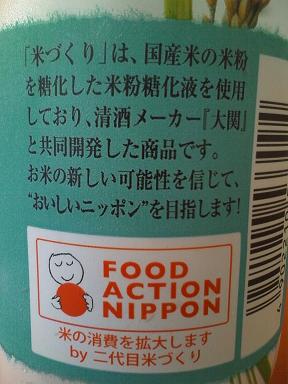 「米づくり」は、国産米の米粉
を糖化した米粉糖化液を使用
しており、清酒メーカー『大関』
と共同開発した商品です。
お米の新しい可能性を信じて、
“おいしいニッポン”を目指します!
FOOD
ACTION
NIPPON
米の消費を拡大します
by 二代目米づくり